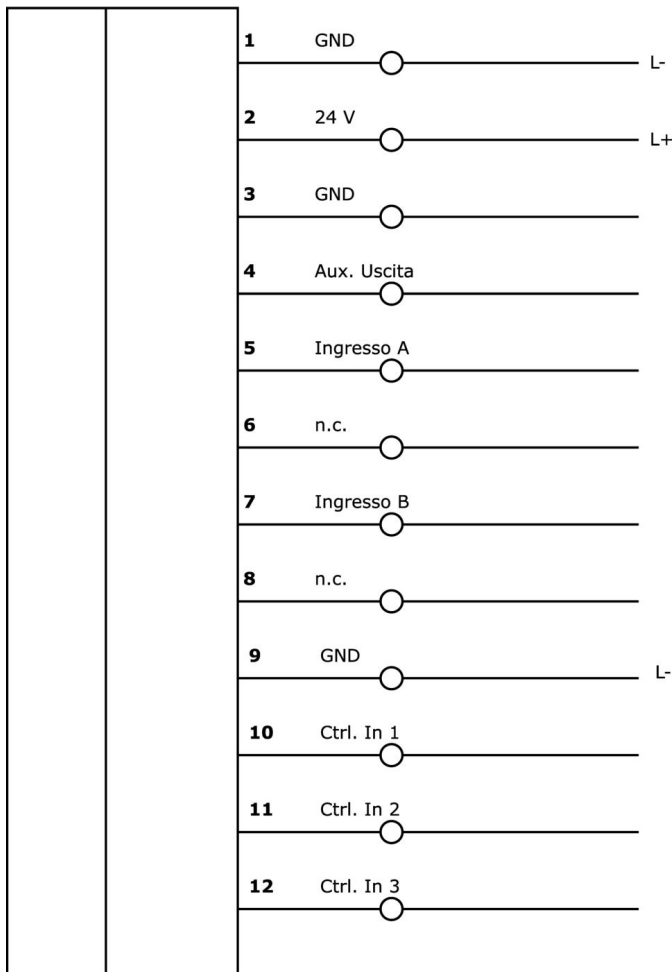 1 GND
L-
2 24 V
L+
3 GND
4 Aux. Uscita
5 Ingresso A
6 n.c.
7 Ingresso B
8 n.c.
9 GND
L-
10 Ctrl. In 1
11 Ctrl. In 2
12 Ctrl. In 3